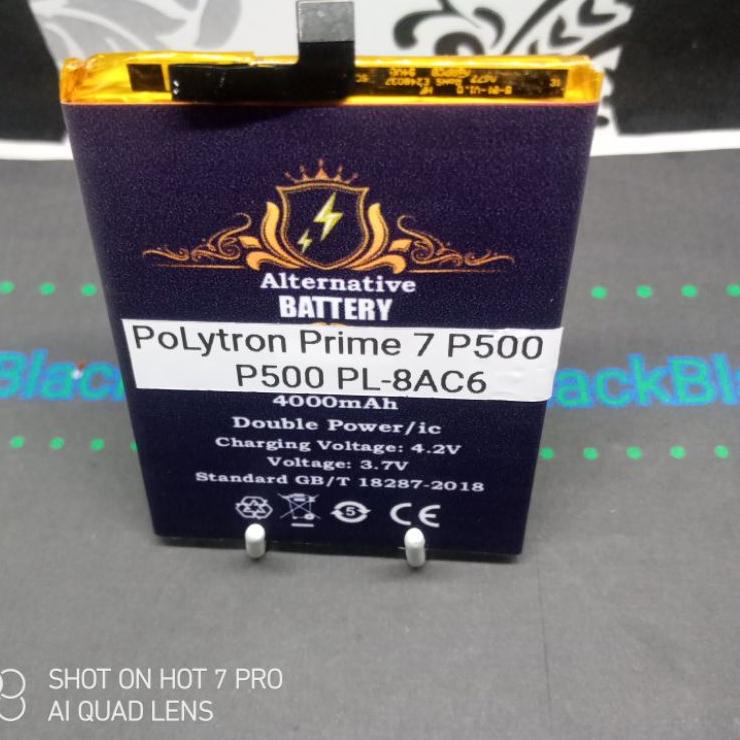 Alternative
BATTERY
PoLytron Prime 7 P500
P500 PL-8AC6
4000mAh
Double Power/ic
Charging Voltage: 4.2V
Voltage: 3.7V
Standard GB/T 18287-2018
5
CE
SHOT ON HOT 7 PRO
AI QUAD LENS